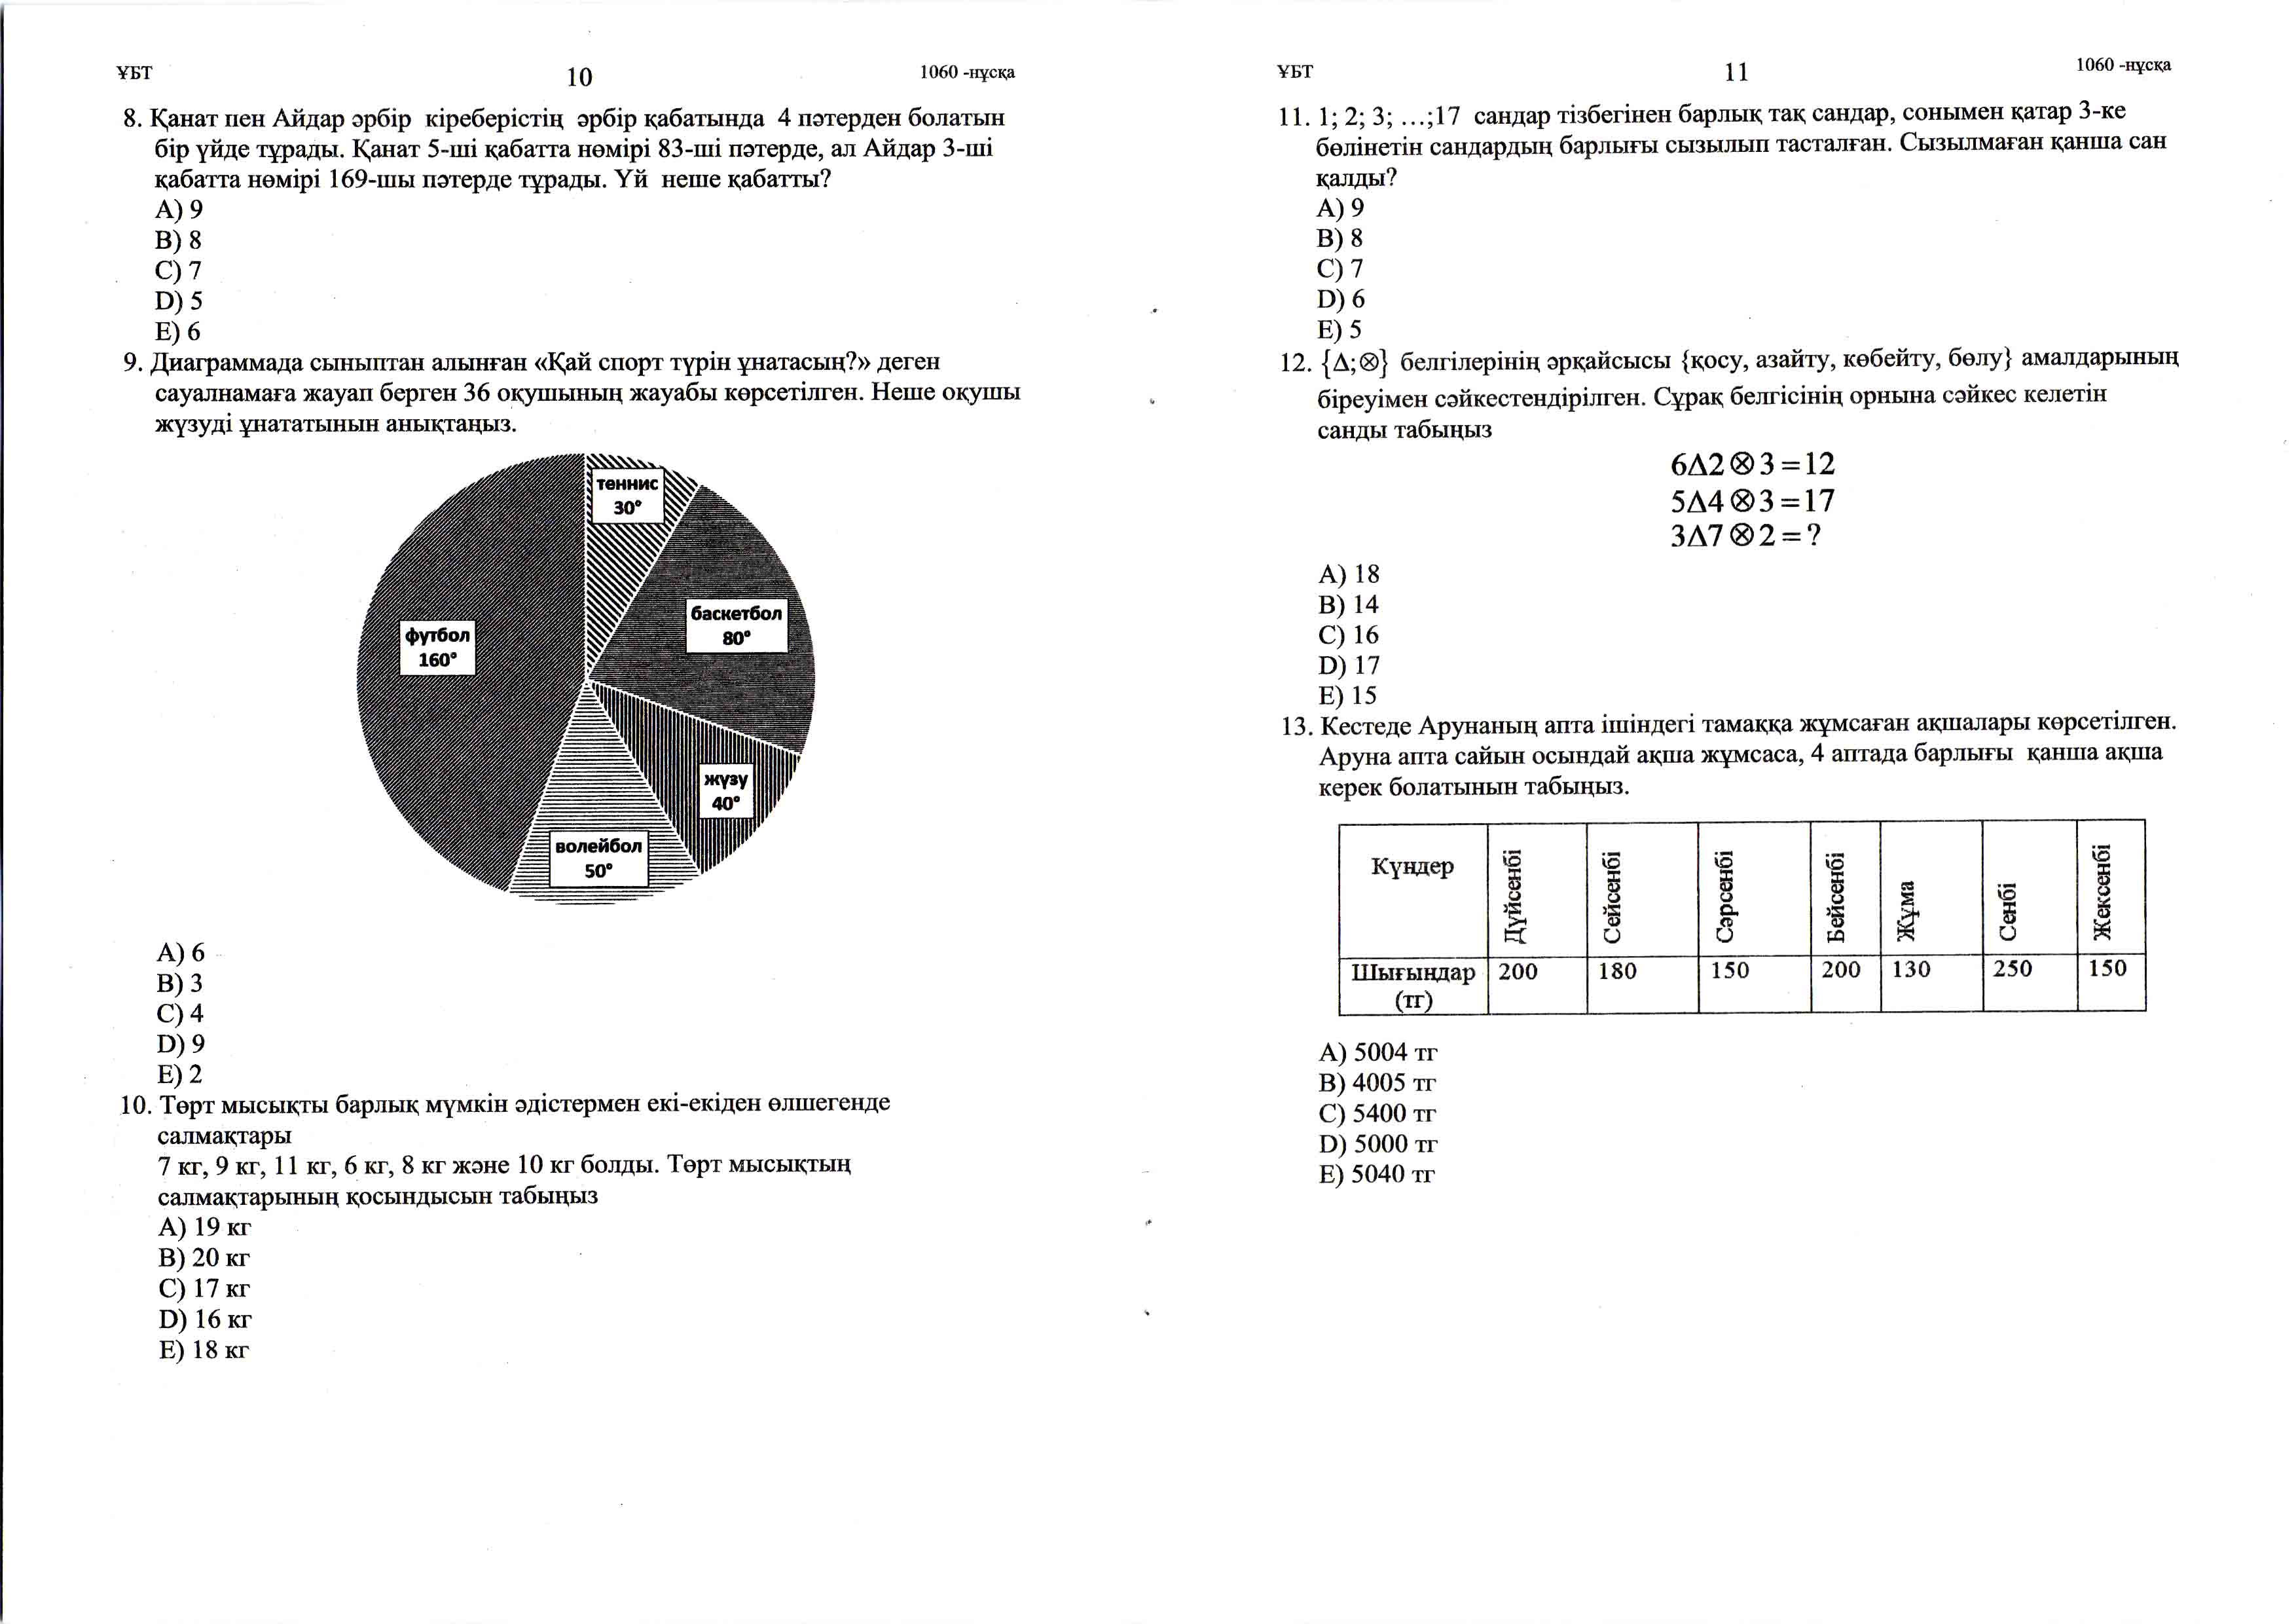 ҰБТ 10 1060 -нұсқа
8. Қанат пен Айдар әрбір кіреберістің әрбір қабатында 4 пәтерден болатын
бір үйде тұрады. Қанат 5-ші қабатта нөмірі 83-ші пәтерде, ал Айдар 3-ші
қабатта нөмірі 169-шы пәтерде тұрады. Үй неше қабатты?
A) 9
B) 8
C) 7
D) 5
E) 6
9. Диаграммада сыныптан алынған «Қай спорт түрін ұнатасың?» деген
сауалнамаға жауап берген 36 оқушының жауабы көрсетілген. Неше оқушы
жүзуді ұнататынын анықтаңыз.
теннис
30°
баскетбол
80°
футбол
160°
жүзу
40°
волейбол
50°
A) 6
B) 3
C) 4
D) 9
E) 2
10. Төрт мысықты барлық мүмкін әдістермен екі-екіден өлшегенде
салмақтары
7 кг, 9 кг, 11 кг, 6 кг, 8 кг және 10 кг болды. Төрт мысықтың
салмақтарының қосындысын табыңыз
A) 19 кг
B) 20 кг
C) 17 кг
D) 16 кг
E) 18 кг
ҰБТ 11 1060 -нұсқа
11. 1; 2; 3; …;17 сандар тізбегінен барлық тақ сандар, сонымен қатар 3-ке
бөлінетін сандардың барлығы сызылып тасталған. Сызылмаған қанша сан
қалды?
A) 9
B) 8
C) 7
D) 6
E) 5
12. {Δ;⊗} белгілерінің әрқайсысы {қосу, азайту, көбейту, бөлу} амалдарының
біреуімен сәйкестендірілген. Сұрақ белгісінің орнына сәйкес келетін
санды табыңыз
6Δ2⊗3=12
5Δ4⊗3=17
3Δ7⊗2=?
A) 18
B) 14
C) 16
D) 17
E) 15
13. Кестеде Арунаның апта ішіндегі тамаққа жұмсаған ақшалары көрсетілген.
Аруна апта сайын осындай ақша жұмсаса, 4 аптада барлығы қанша ақша
керек болатынын табыңыз.
Күндер Дүйсенбі Сейсенбі Сәрсенбі Бейсенбі Жұма Сенбі Жексенбі
Шығындар 200 180 150 200 130 250 150
(тг)
A) 5004 тг
B) 4005 тг
C) 5400 тг
D) 5000 тг
E) 5040 тг